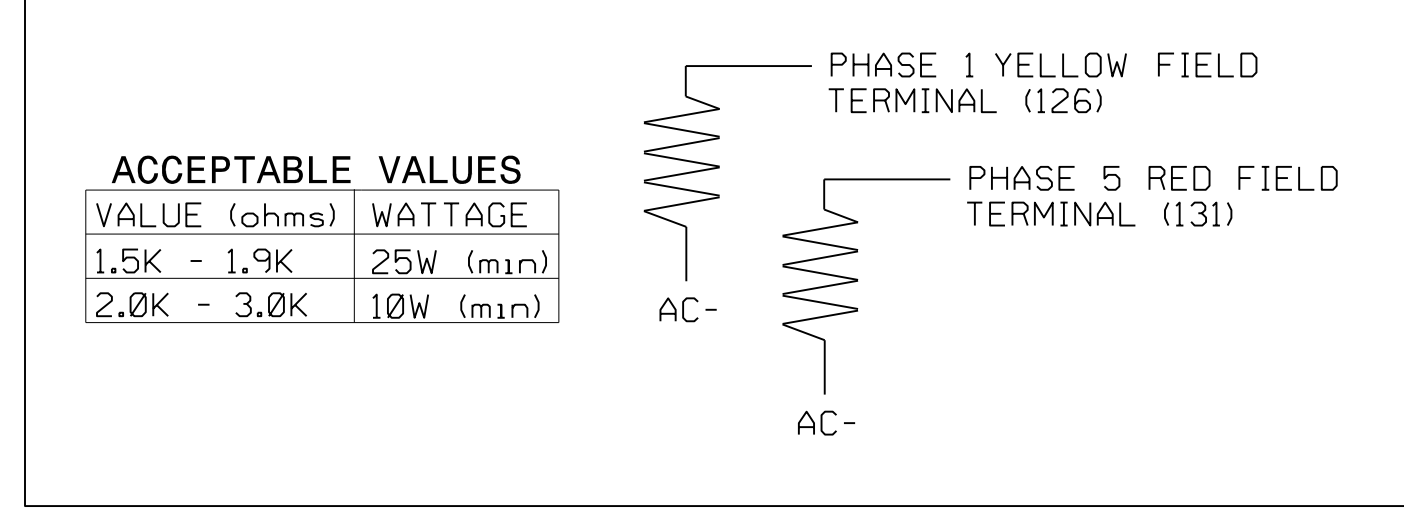 ACCEPTABLE VALUES
VALUE (ohms) WATTAGE
1.5K - 1.9K 25W (min)
2.0K - 3.0K 10W (min)
PHASE 1 YELLOW FIELD
TERMINAL (126)
AC-
PHASE 5 RED FIELD
TERMINAL (131)
AC-